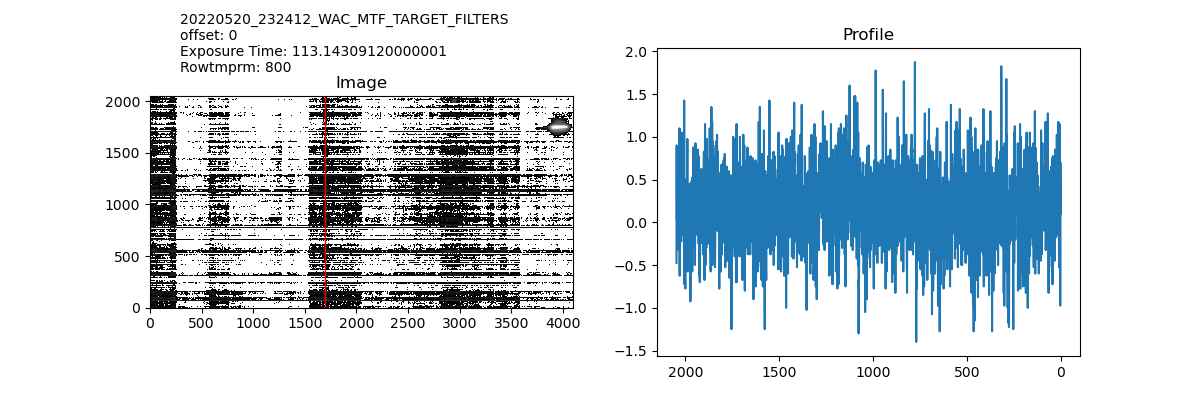 20220520_232412_WAC_MTF_TARGET_FILTERS
offset: 0
Exposure Time: 113.14309120000001
Rowtmprm: 800
Image
2000
1500
1000
500
0
0 500 1000 1500 2000 2500 3000 3500 4000
Profile
2.0
1.5
1.0
0.5
0.0
−0.5
−1.0
−1.5
2000 1500 1000 500 0